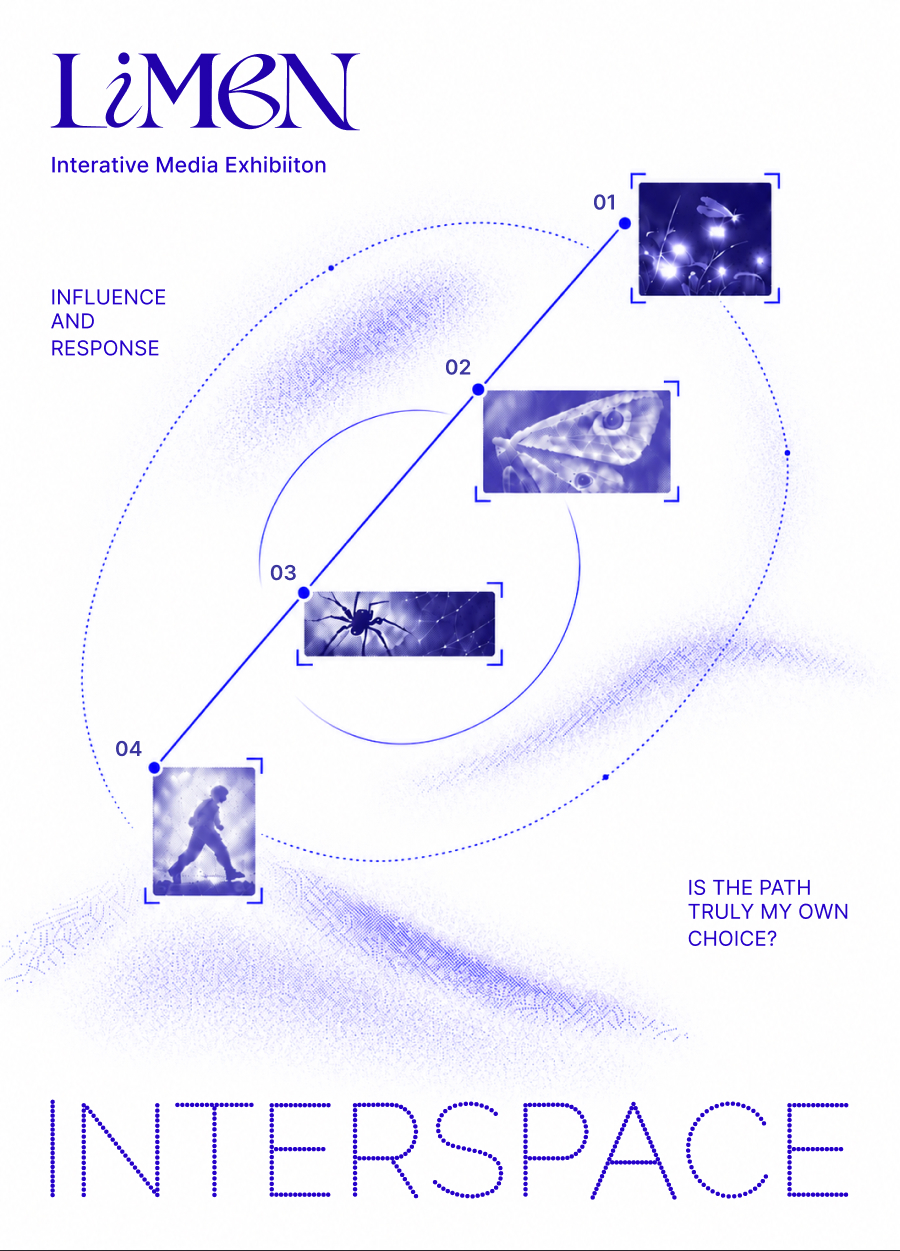 LiMeN
Interative Media Exhibiiton
01
INFLUENCE
AND
RESPONSE
02
03
04
IS THE PATH
TRULY MY OWN
CHOICE?
INTERSPACE